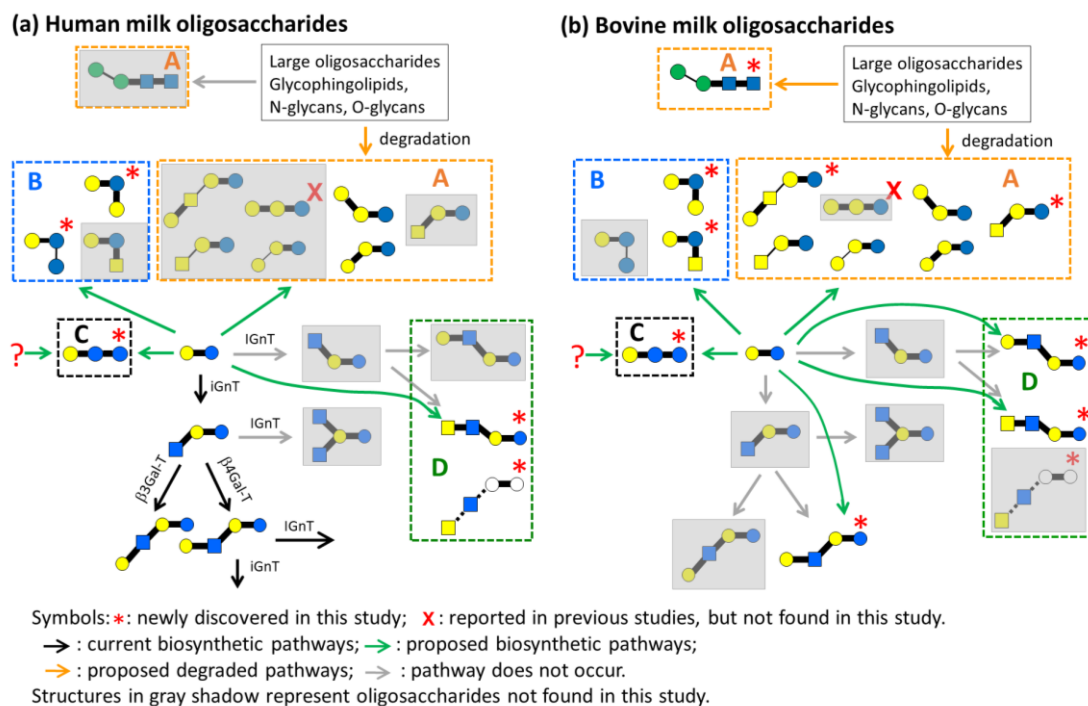 (a) Human milk oligosaccharides
A
Large oligosaccharides
Glycophingolipids,
N-glycans, O-glycans
degradation
B
*
*
X
A
C
*
?
IGnT
iGnT
IGnT
β3Gal-T
β4Gal-T
IGnT
iGnT
*
D
*
(b) Bovine milk oligosaccharides
A
*
Large oligosaccharides
Glycophingolipids,
N-glycans, O-glycans
degradation
B
*
*
*
X
A
*
C
*
?
*
D
*
*
*
Symbols: *: newly discovered in this study; X : reported in previous studies, but not found in this study.
: current biosynthetic pathways; : proposed biosynthetic pathways;
: proposed degraded pathways; : pathway does not occur.
Structures in gray shadow represent oligosaccharides not found in this study.